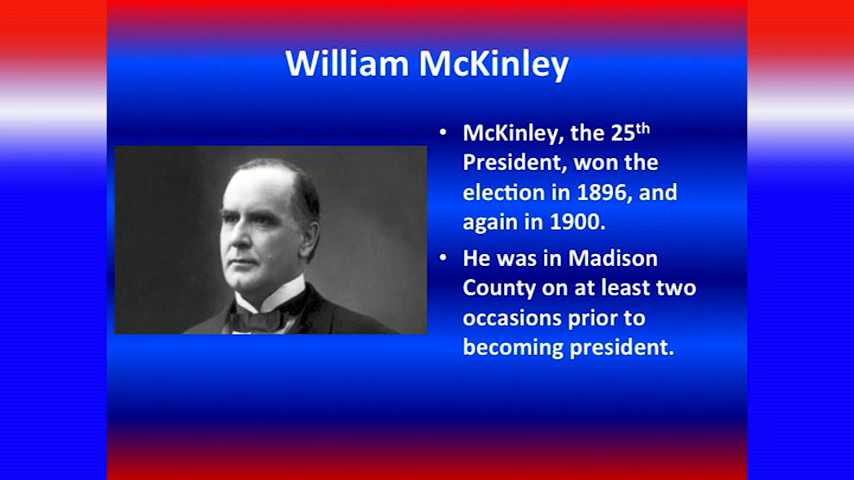 William McKinley
• McKinley, the 25th
President, won the
election in 1896, and
again in 1900.
• He was in Madison
County on at least two
occasions prior to
becoming president.